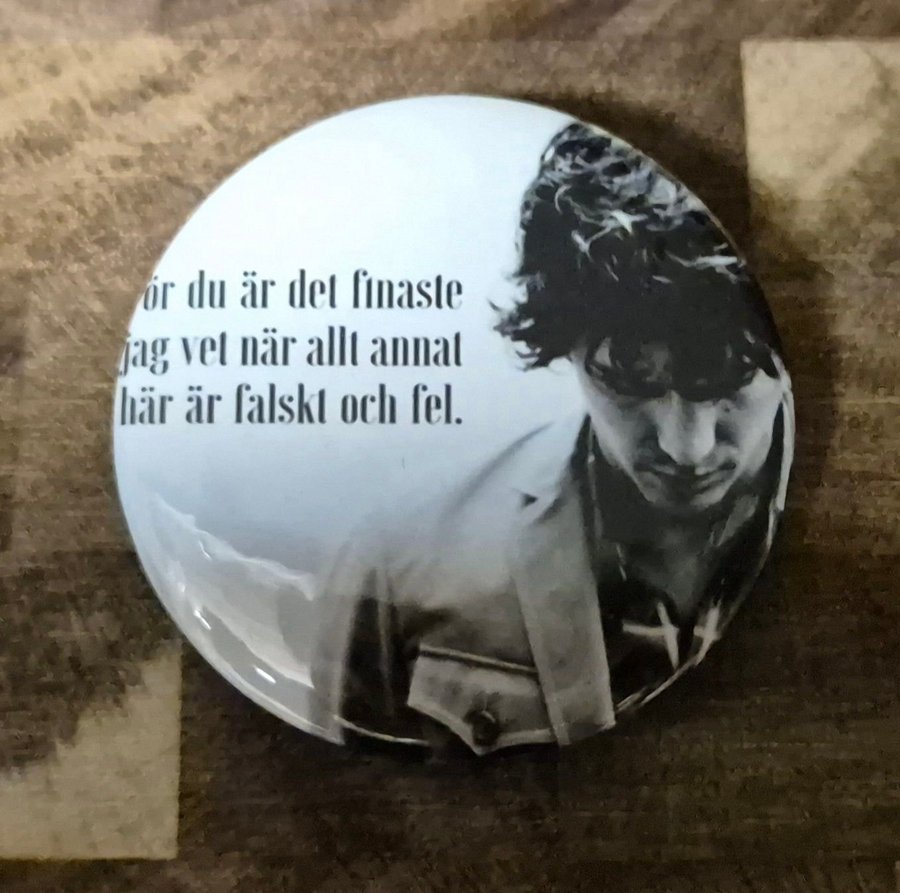 ör du är det finaste
jag vet när allt annat
här är falskt och fel.